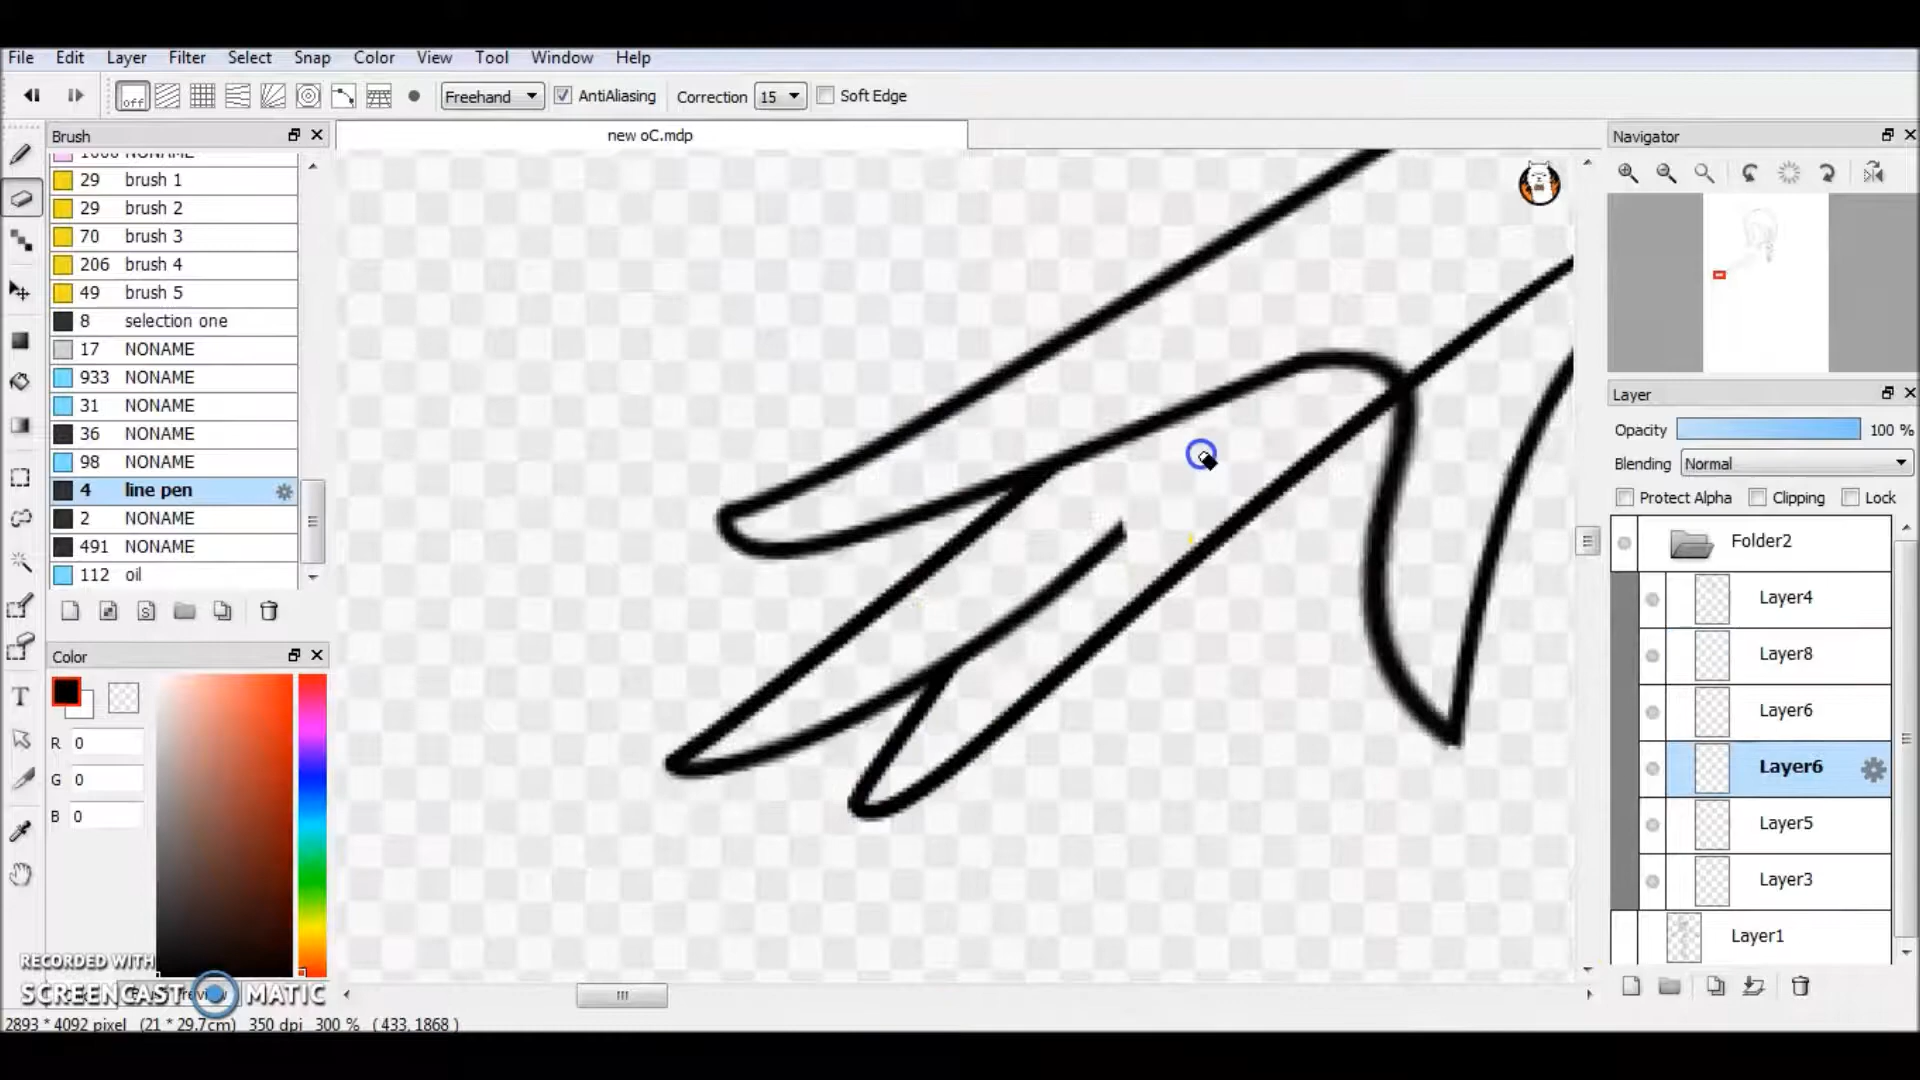 File Edit Layer Filter Select Snap Color View Tool Window Help
off Freehand AntiAliasing Correction 15 Soft Edge
Brush
new oC.mdp
Navigator
NONAME
29 brush 1
29 brush 2
70 brush 3
206 brush 4
49 brush 5
8 selection one
17 NONAME
933 NONAME
31 NONAME
36 NONAME
98 NONAME
4 line pen
2 NONAME
491 NONAME
112 oil
Color
R 0
G 0
B 0
Layer
Opacity 100 %
Blending Normal
Protect Alpha Clipping Lock
Folder2
Layer4
Layer8
Layer6
Layer6
Layer5
Layer3
Layer1
RECORDED WITH
SCREENCAST MATIC
2893 * 4092 pixel (21 * 29.7cm) 350 dpi 300 % ( 433, 1868 )